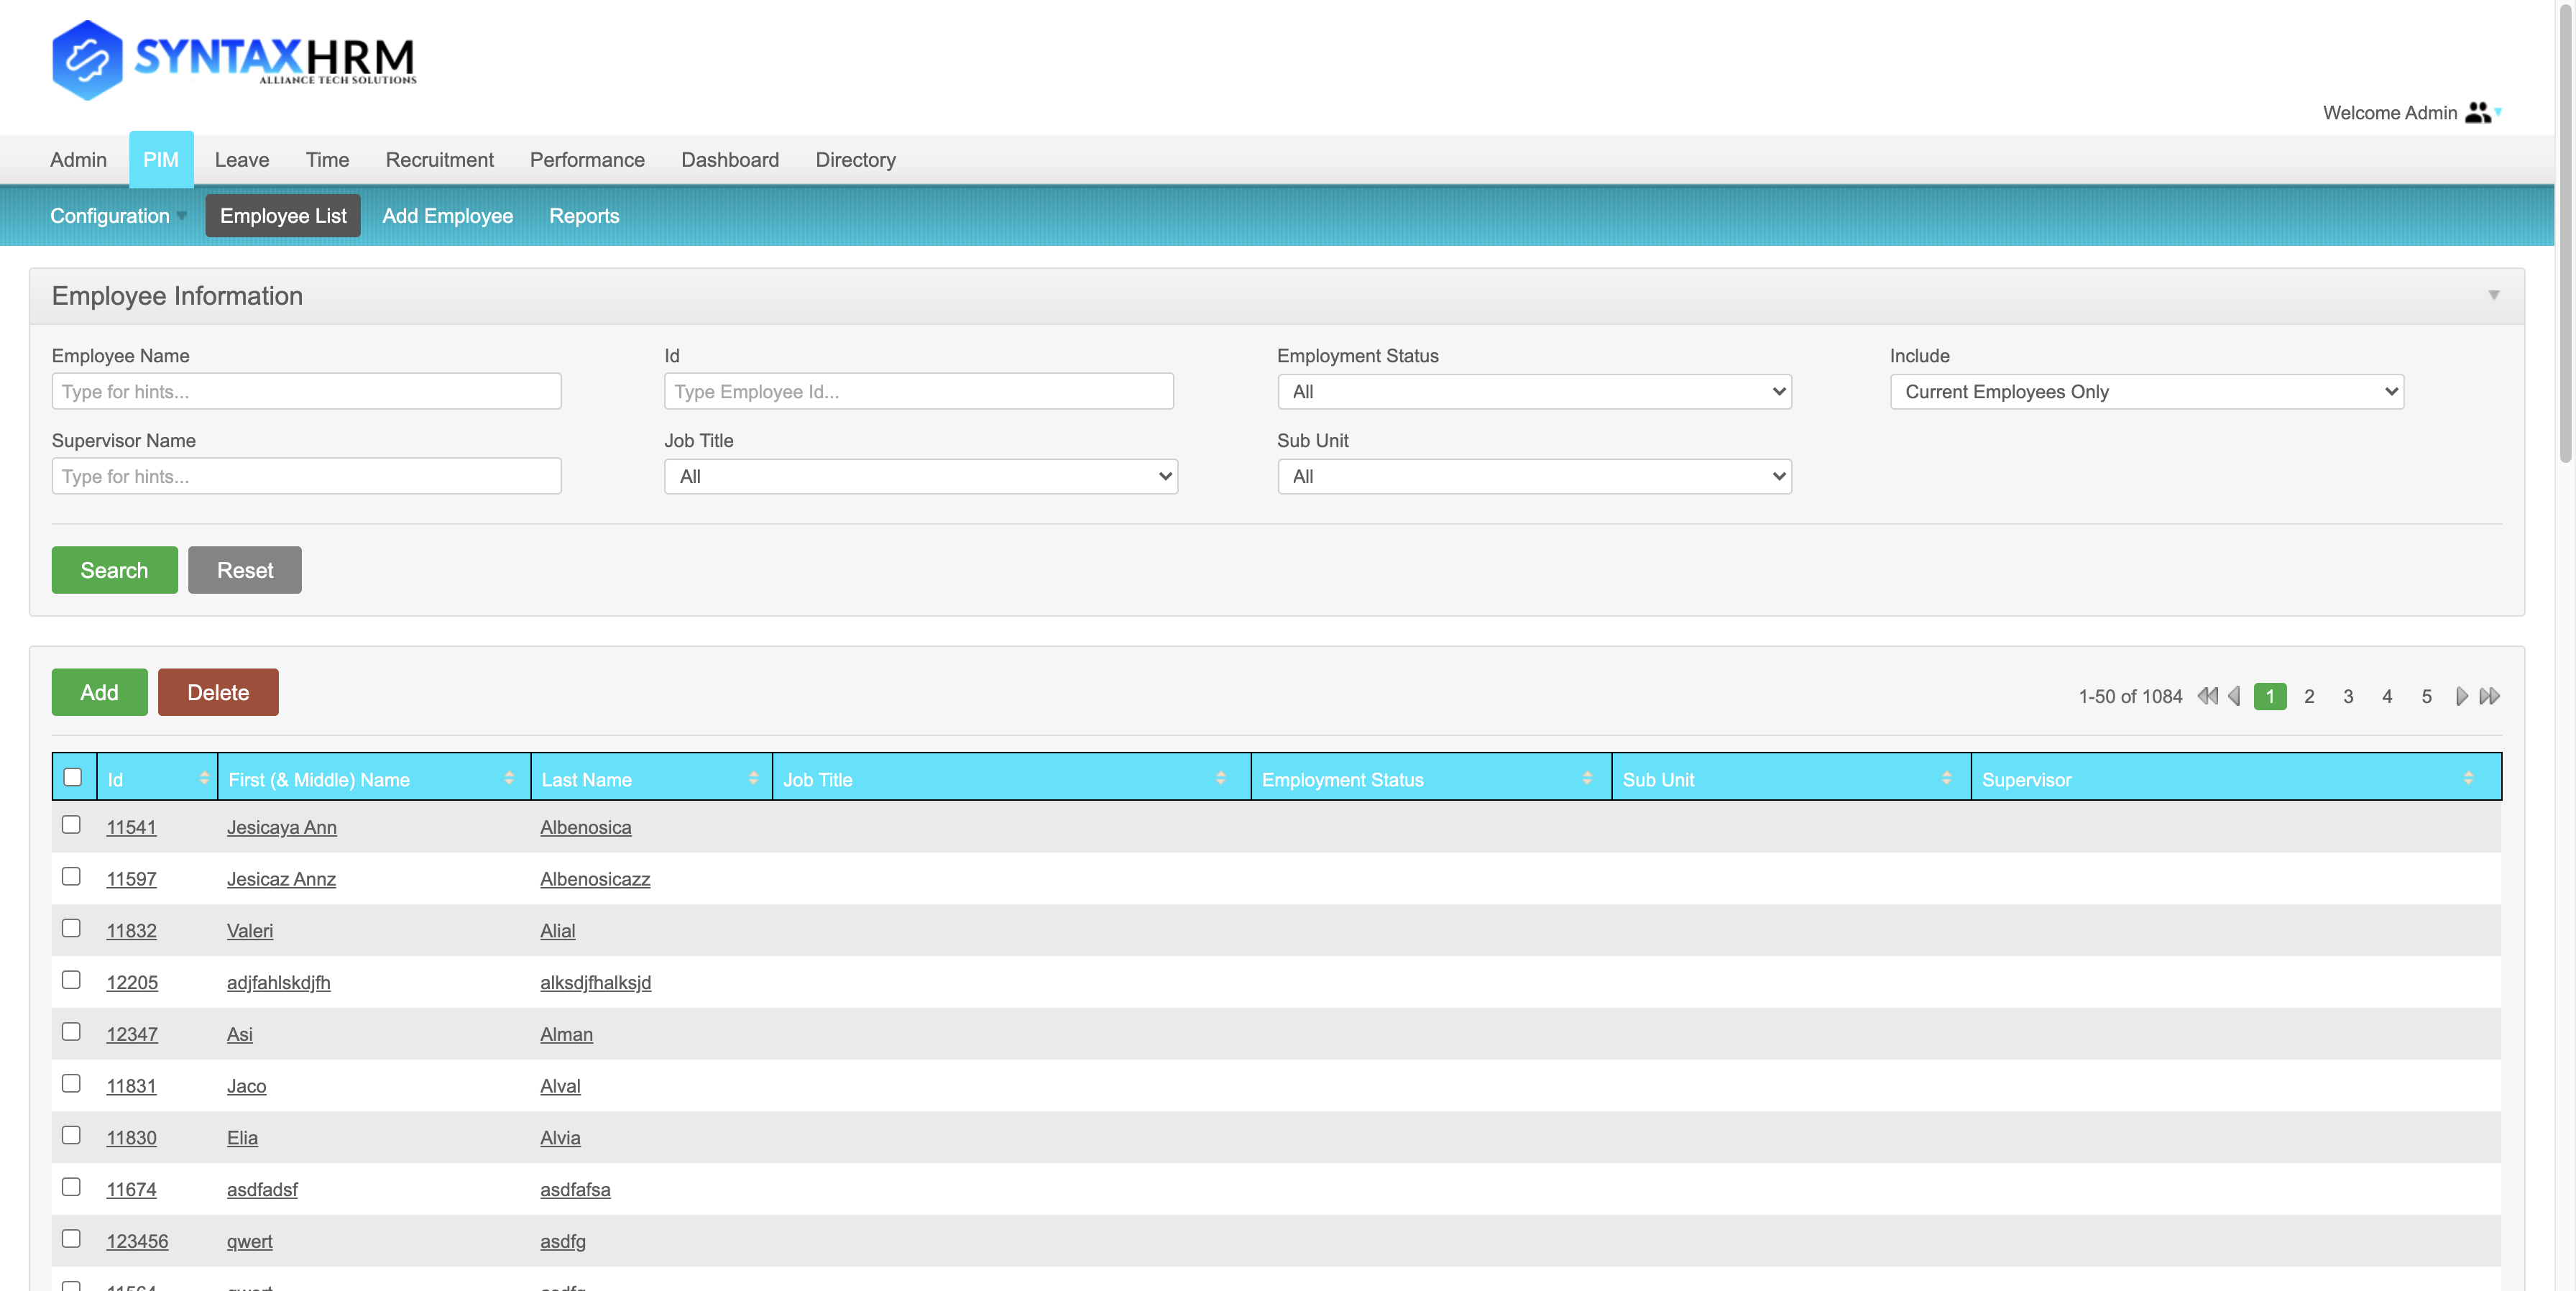 SYNTAXHRM
ALLIANCE TECH SOLUTIONS
Welcome Admin
Admin PIM Leave Time Recruitment Performance Dashboard Directory
Configuration Employee List Add Employee Reports
Employee Information
Employee Name Id Employment Status Include
Type for hints... Type Employee Id... All Current Employees Only
Supervisor Name Job Title Sub Unit
Type for hints... All All
Search Reset
Add Delete 1-50 of 1084 1 2 3 4 5
Id First (& Middle) Name Last Name Job Title Employment Status Sub Unit Supervisor
11541 Jesicaya Ann Albenosica
11597 Jesicaz Annz Albenosicazz
11832 Valeri Alial
12205 adjfahlskdjfh alksdjfhalksjd
12347 Asi Alman
11831 Jaco Alval
11830 Elia Alvia
11674 asdfadsf asdfafsa
123456 qwert asdfg